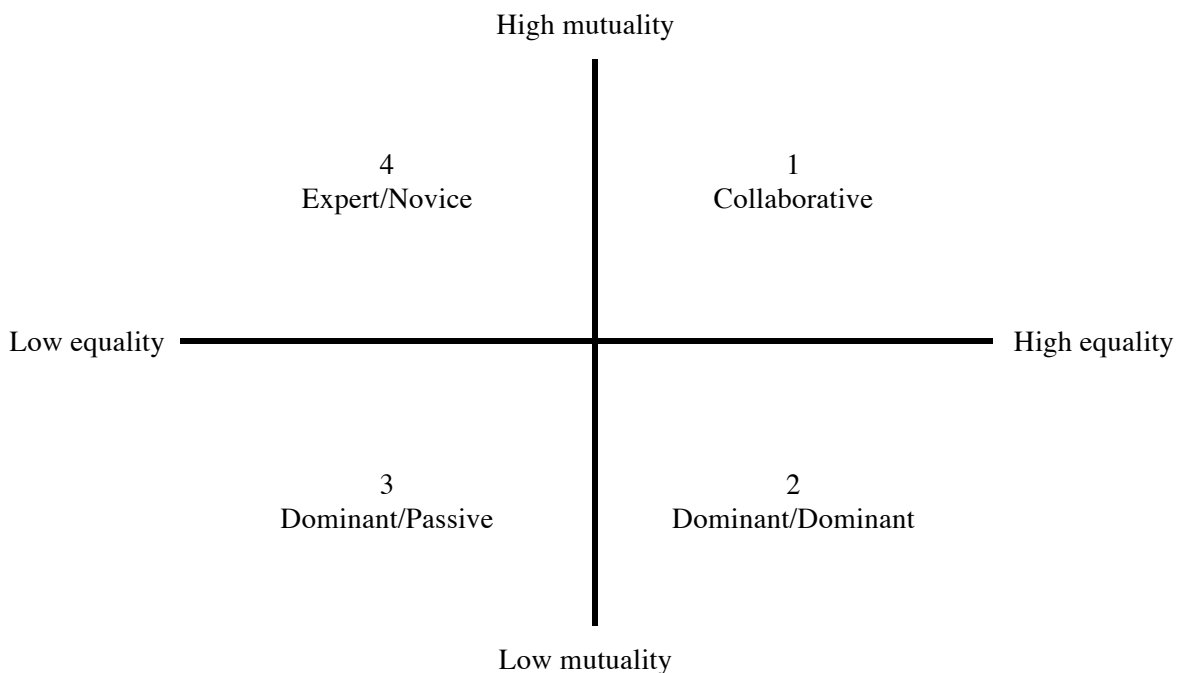 High mutuality
4
Expert/Novice
1
Collaborative
Low equality
High equality
3
Dominant/Passive
2
Dominant/Dominant
Low mutuality